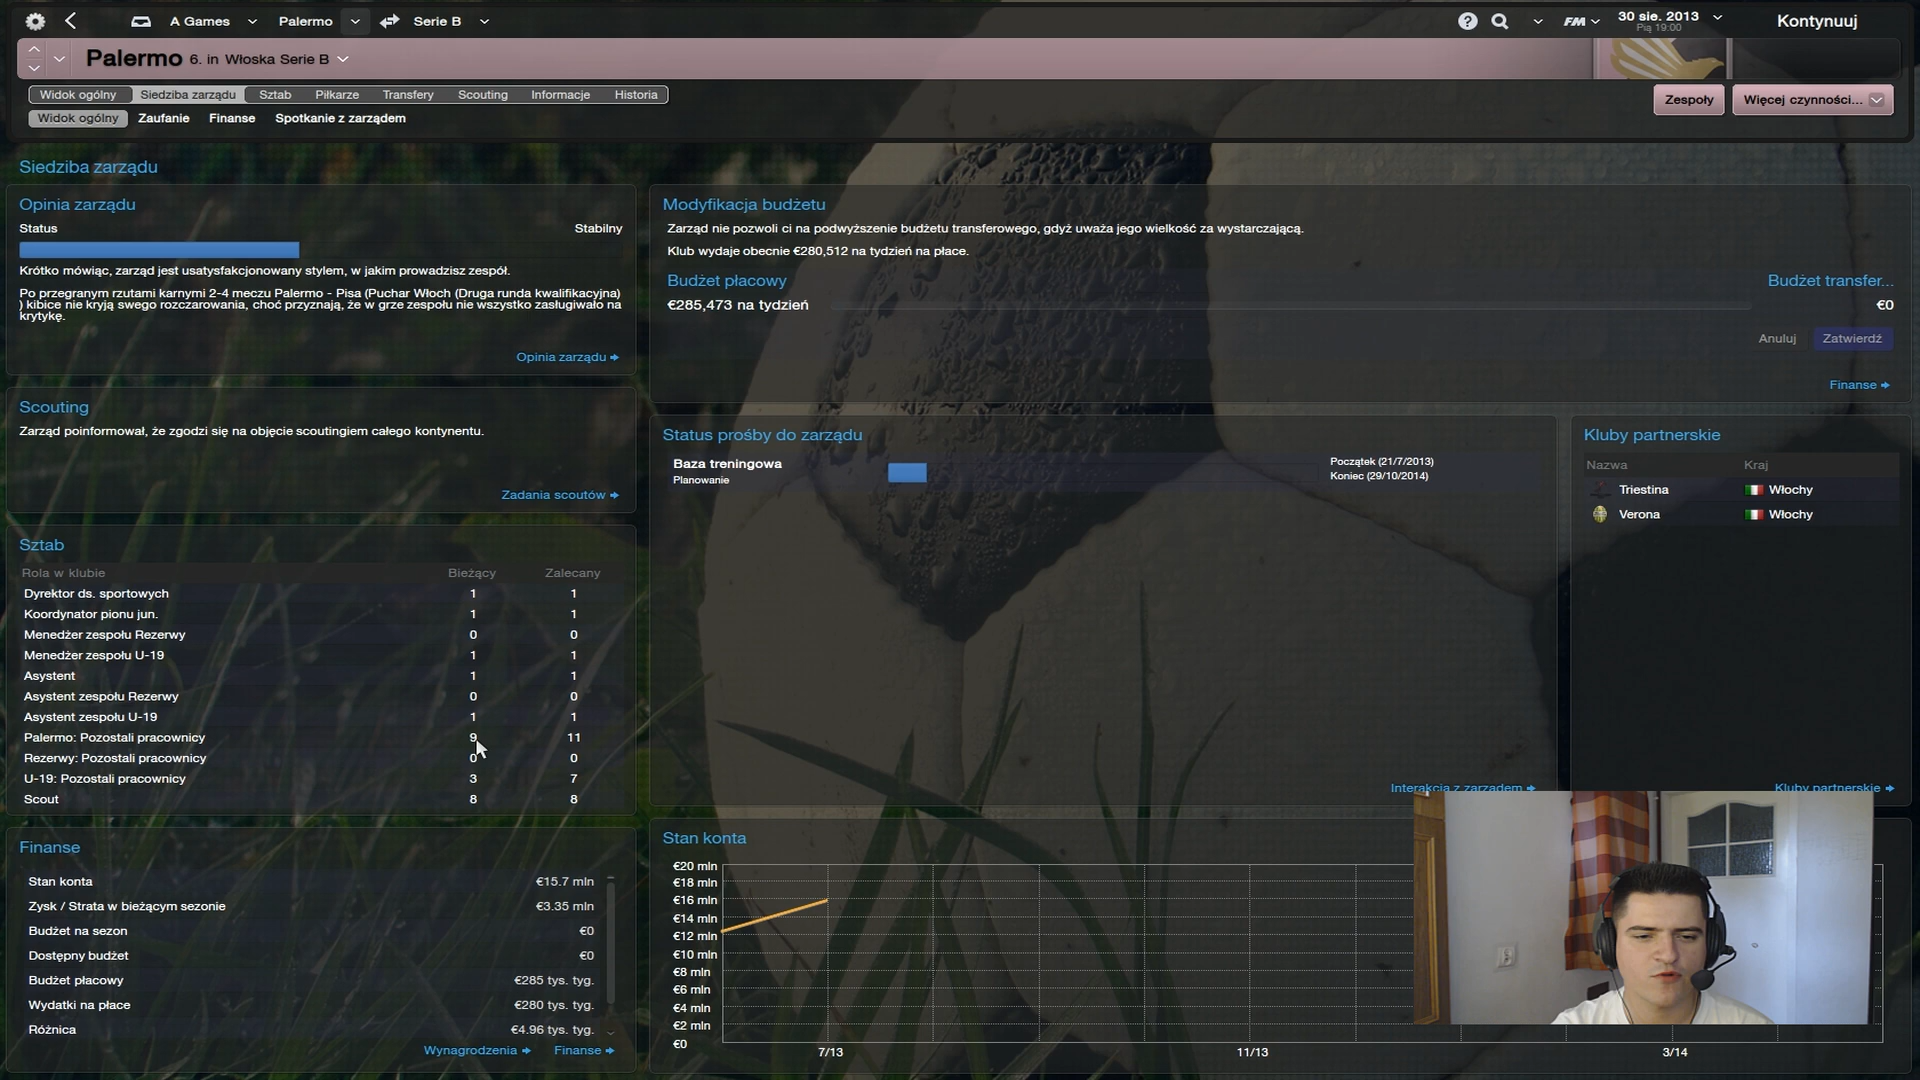 A Games
Palermo
Serie B
FM
30 sie. 2013
Pią 19:00
Kontynuuj
Palermo 6. in Włoska Serie B
Widok ogólny
Siedziba zarządu
Sztab
Piłkarze
Transfery
Scouting
Informacje
Historia
Zespoły
Więcej czynności...
Widok ogólny
Zaufanie
Finanse
Spotkanie z zarządem
Siedziba zarządu
Opinia zarządu
Status Stabilny
Krótko mówiąc, zarząd jest usatysfakcjonowany stylem, w jakim prowadzisz zespół.
Po przegranym rzutami karnymi 2-4 meczu Palermo - Pisa (Puchar Włoch (Druga runda kwalifikacyjna)
) kibice nie kryją swego rozczarowania, choć przyznają, że w grze zespołu nie wszystko zasługiwało na
krytykę.
Opinia zarządu
Modyfikacja budżetu
Zarząd nie pozwoli ci na podwyższenie budżetu transferowego, gdyż uważa jego wielkość za wystarczającą.
Klub wydaje obecnie €280,512 na tydzień na płace.
Budżet płacowy Budżet transfer...
€285,473 na tydzień €0
Anuluj Zatwierdź
Finanse
Scouting
Zarząd poinformował, że zgodzi się na objęcie scoutingiem całego kontynentu.
Zadania scoutów
Status prośby do zarządu
Baza treningowa
Planowanie
Początek (21/7/2013)
Koniec (29/10/2014)
Interakcja z zarządem
Kluby partnerskie
Nazwa Kraj
Triestina Włochy
Verona Włochy
Kluby partnerskie
Sztab
Rola w klubie Bieżący Zalecany
Dyrektor ds. sportowych 1 1
Koordynator pionu jun. 1 1
Menedżer zespołu Rezerwy 0 0
Menedżer zespołu U-19 1 1
Asystent 1 1
Asystent zespołu Rezerwy 0 0
Asystent zespołu U-19 1 1
Palermo: Pozostali pracownicy 9 11
Rezerwy: Pozostali pracownicy 0 0
U-19: Pozostali pracownicy 3 7
Scout 8 8
Finanse
Stan konta €15.7 mln
Zysk / Strata w bieżącym sezonie €3.35 mln
Budżet na sezon €0
Dostępny budżet €0
Budżet płacowy €285 tys. tyg.
Wydatki na płace €280 tys. tyg.
Różnica €4.96 tys. tyg.
Wynagrodzenia Finanse
Stan konta
€20 mln
€18 mln
€16 mln
€14 mln
€12 mln
€10 mln
€8 mln
€6 mln
€4 mln
€2 mln
€0
7/13 11/13 3/14